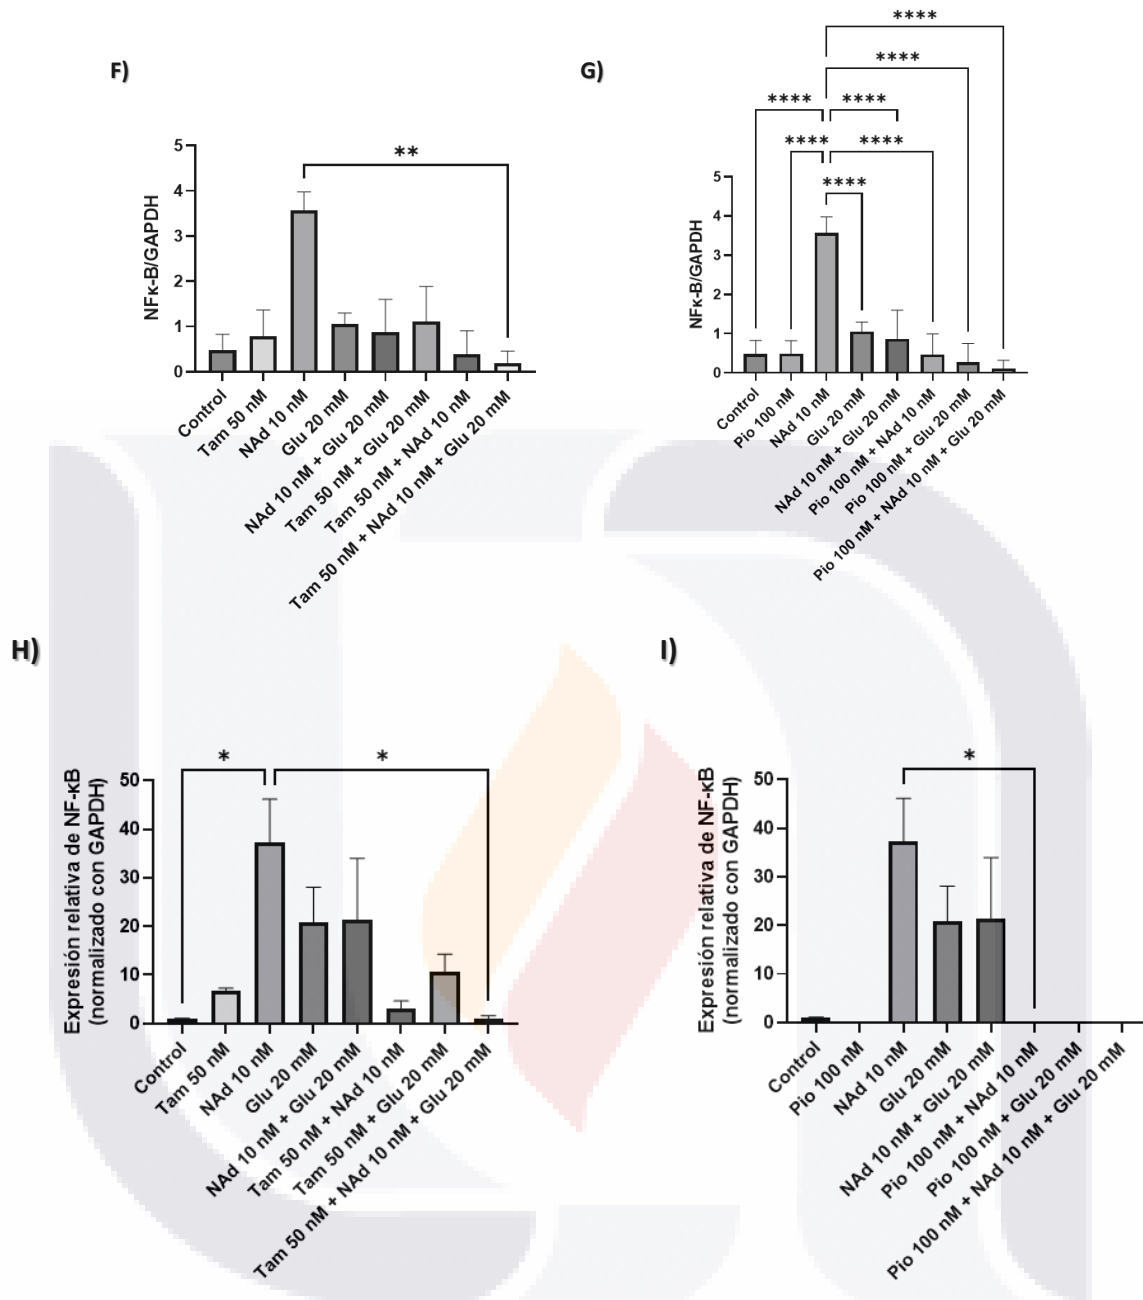 F)
NFκ-B/GAPDH
5
4
3
2
1
0
**
Control
Tam 50 nM
NAd 10 nM
Glu 20 mM
NAd 10 nM + Glu 20 mM
Tam 50 nM + Glu 20 mM
Tam 50 nM + NAd 10 nM
Tam 50 nM + NAd 10 nM + Glu 20 mM
G)
NFκ-B/GAPDH
5
4
3
2
1
0
****
****
**** ****
**** ****
****
Control
Pio 100 nM
NAd 10 nM
Glu 20 mM
NAd 10 nM + Glu 20 mM
Pio 100 nM + NAd 10 nM
Pio 100 nM + Glu 20 mM
Pio 100 nM + NAd 10 nM + Glu 20 mM
H)
Expresión relativa de NF-κB
(normalizado con GAPDH)
50
40
30
20
10
0
* *
Control
Tam 50 nM
NAd 10 nM
Glu 20 mM
NAd 10 nM + Glu 20 mM
Tam 50 nM + NAd 10 nM
Tam 50 nM + Glu 20 mM
Tam 50 nM + NAd 10 nM + Glu 20 mM
I)
Expresión relativa de NF-κB
(normalizado con GAPDH)
50
40
30
20
10
0
*
Control
Pio 100 nM
NAd 10 nM
Glu 20 mM
NAd 10 nM + Glu 20 mM
Pio 100 nM + NAd 10 nM
Pio 100 nM + Glu 20 mM
Pio 100 nM + NAd 10 nM + Glu 20 mM